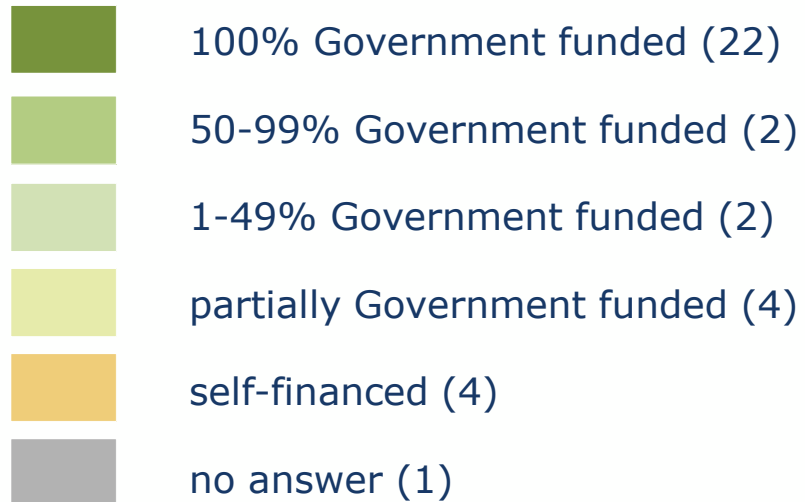 100% Government funded (22)
50-99% Government funded (2)
1-49% Government funded (2)
partially Government funded (4)
self-financed (4)
no answer (1)